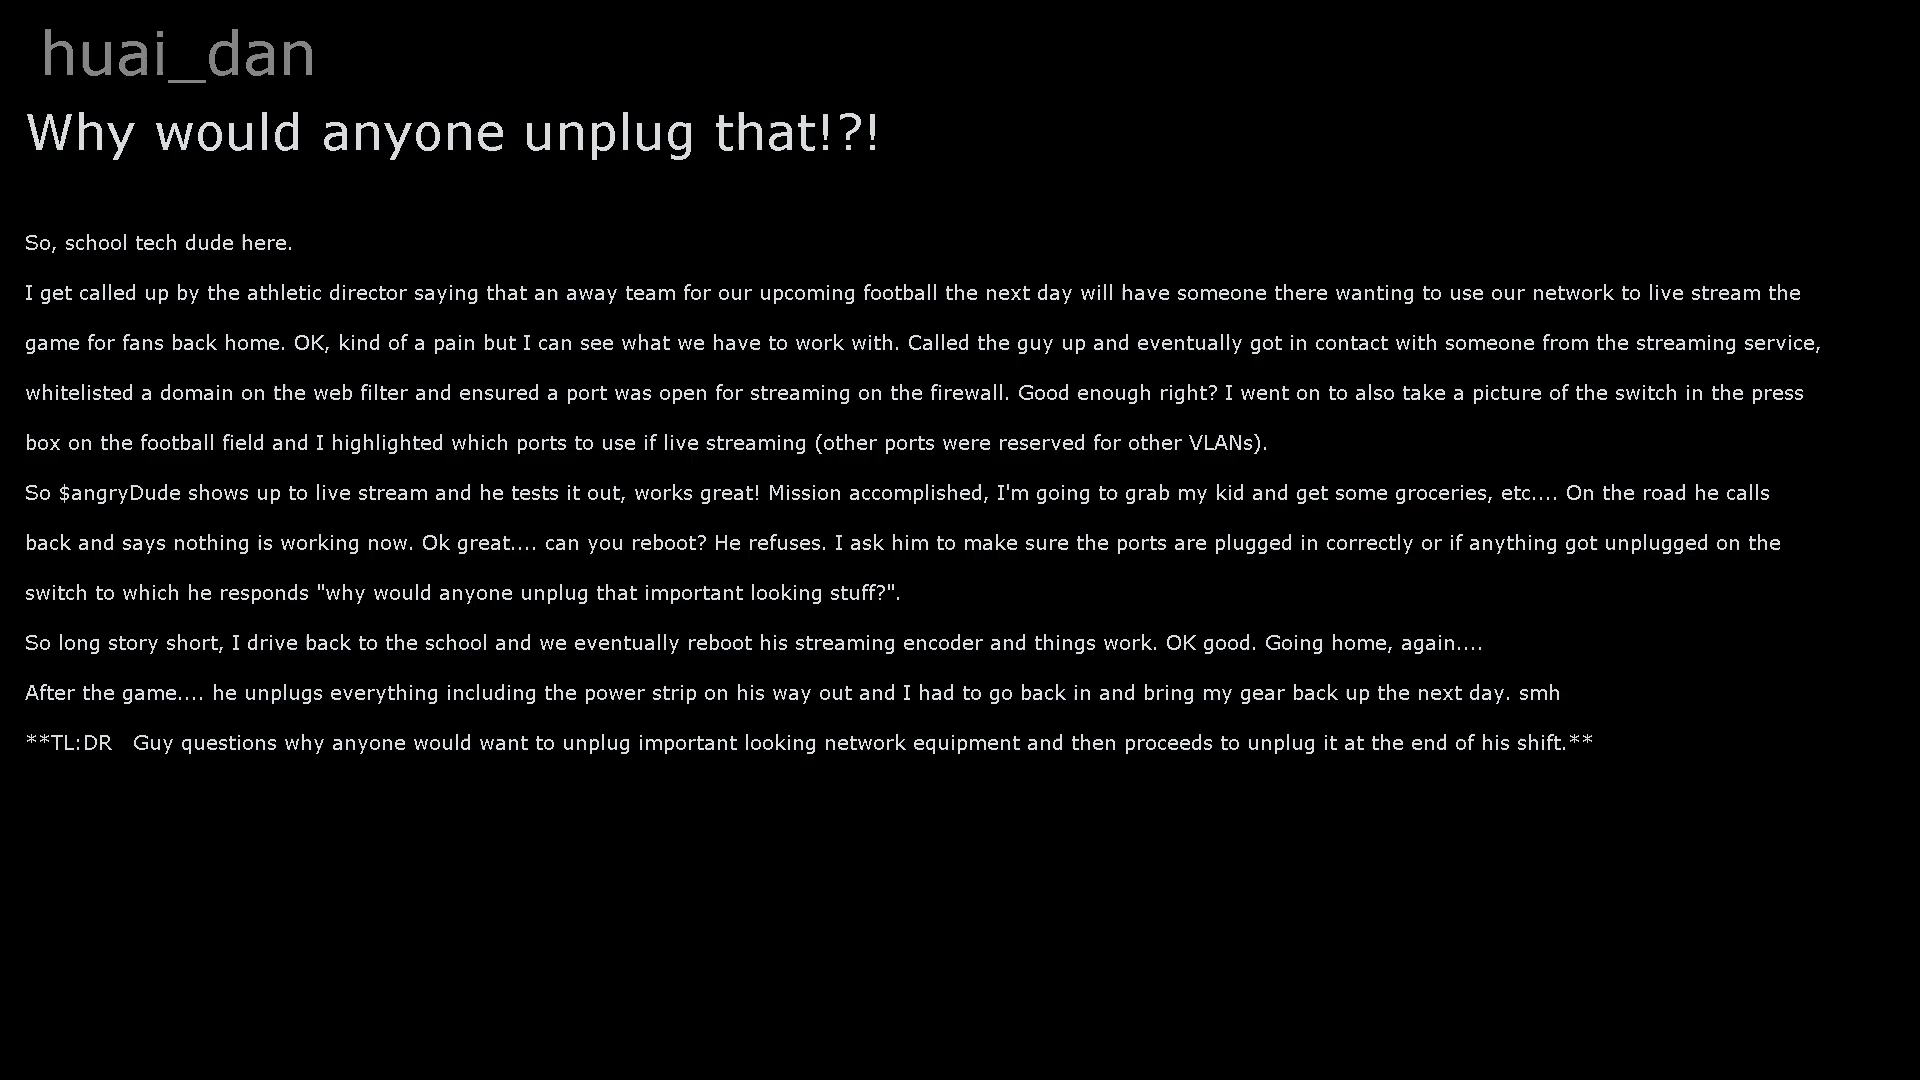 huai_dan
Why would anyone unplug that!?!
So, school tech dude here.
I get called up by the athletic director saying that an away team for our upcoming football the next day will have someone there wanting to use our network to live stream the
game for fans back home. OK, kind of a pain but I can see what we have to work with. Called the guy up and eventually got in contact with someone from the streaming service,
whitelisted a domain on the web filter and ensured a port was open for streaming on the firewall. Good enough right? I went on to also take a picture of the switch in the press
box on the football field and I highlighted which ports to use if live streaming (other ports were reserved for other VLANs).
So $angryDude shows up to live stream and he tests it out, works great! Mission accomplished, I'm going to grab my kid and get some groceries, etc.... On the road he calls
back and says nothing is working now. Ok great.... can you reboot? He refuses. I ask him to make sure the ports are plugged in correctly or if anything got unplugged on the
switch to which he responds "why would anyone unplug that important looking stuff?".
So long story short, I drive back to the school and we eventually reboot his streaming encoder and things work. OK good. Going home, again....
After the game.... he unplugs everything including the power strip on his way out and I had to go back in and bring my gear back up the next day. smh
**TL:DR   Guy questions why anyone would want to unplug important looking network equipment and then proceeds to unplug it at the end of his shift.**